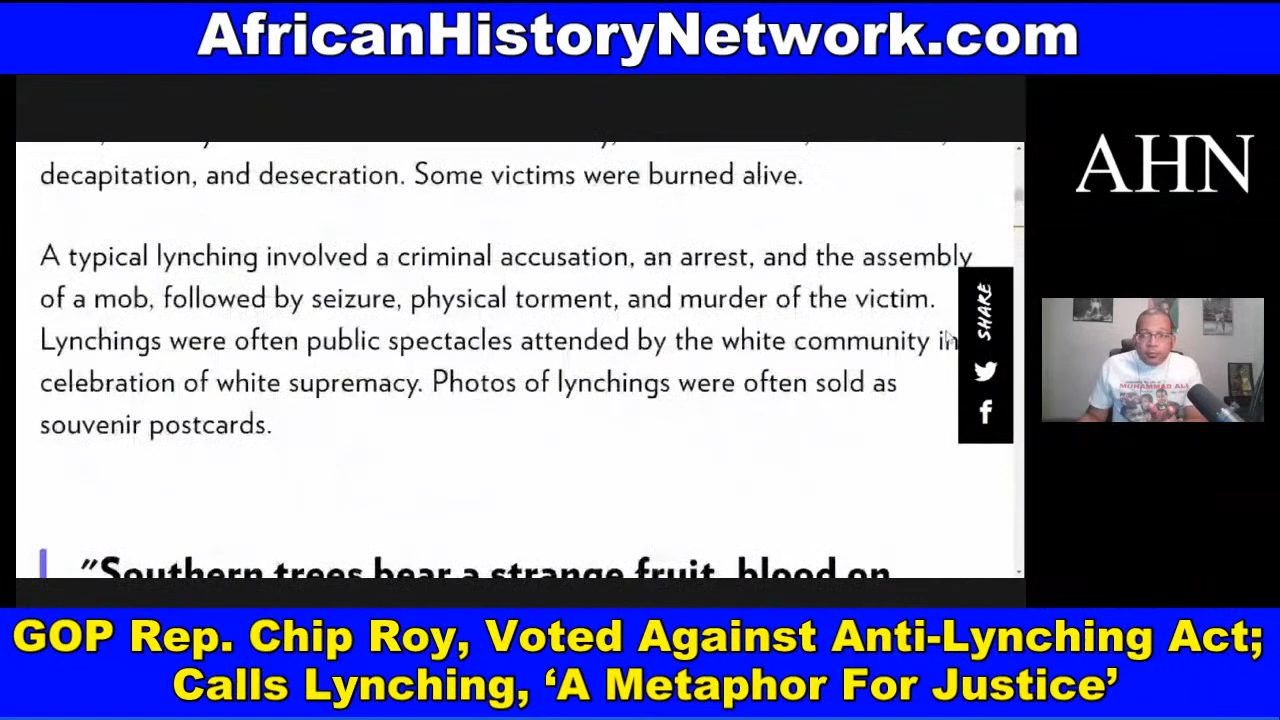 AfricanHistoryNetwork.com
decapitation, and desecration. Some victims were burned alive.
A typical lynching involved a criminal accusation, an arrest, and the assembly
of a mob, followed by seizure, physical torment, and murder of the victim.
Lynchings were often public spectacles attended by the white community in
celebration of white supremacy. Photos of lynchings were often sold as
souvenir postcards.
"Southern trees bear a strange fruit, blood on
SHARE
AHN
MUHAMMAD ALI
GOP Rep. Chip Roy, Voted Against Anti-Lynching Act;
Calls Lynching, ‘A Metaphor For Justice’